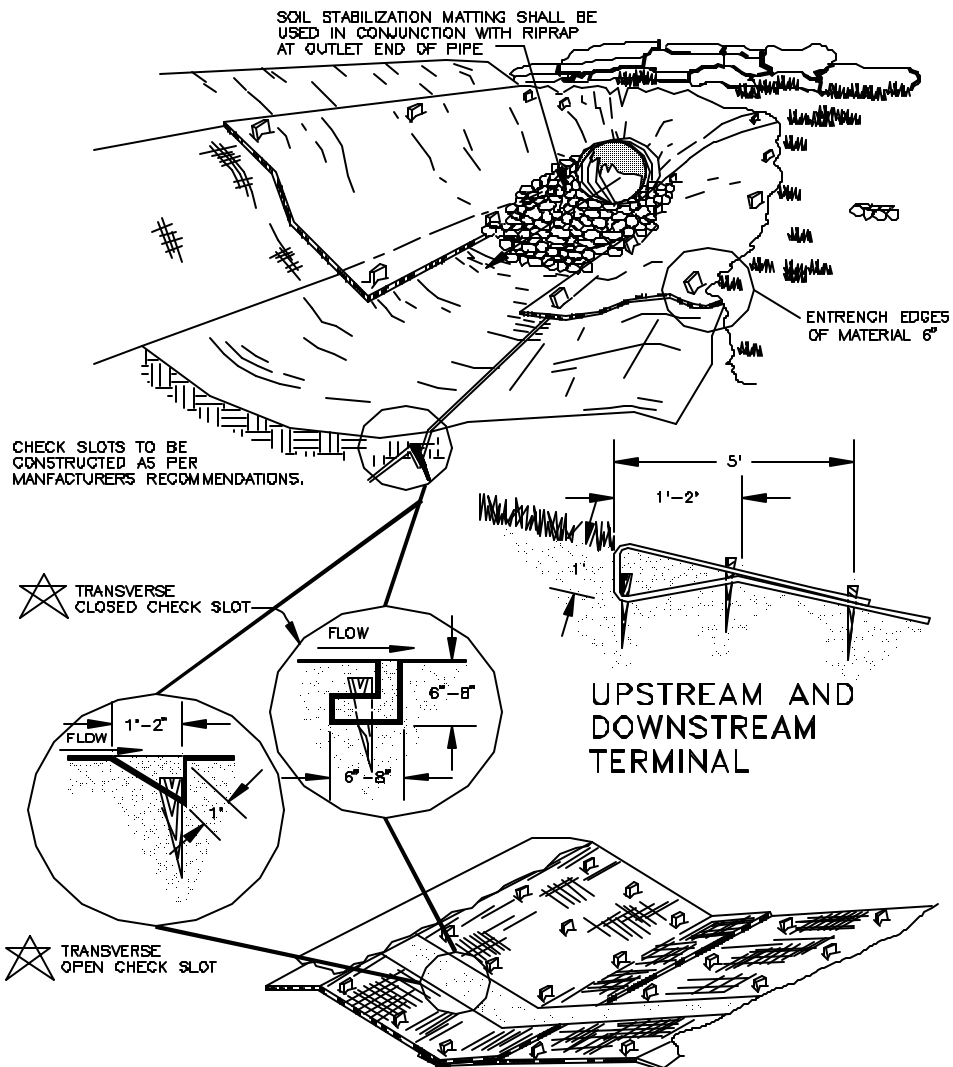 SOIL STABILIZATION MATTING SHALL BE
USED IN CONJUNCTION WITH RIPRAP
AT OUTLET END OF PIPE
ENTRENCH EDGES
OF MATERIAL 6"
CHECK SLOTS TO BE
CONSTRUCTED AS PER
MANFACTURERS RECOMMENDATIONS.
5'
1'-2"
1'
TRANSVERSE
CLOSED CHECK SLOT
FLOW
6"-8"
6"-8"
UPSTREAM AND
DOWNSTREAM
TERMINAL
1"-2"
FLOW
1"
TRANSVERSE
OPEN CHECK SLOT